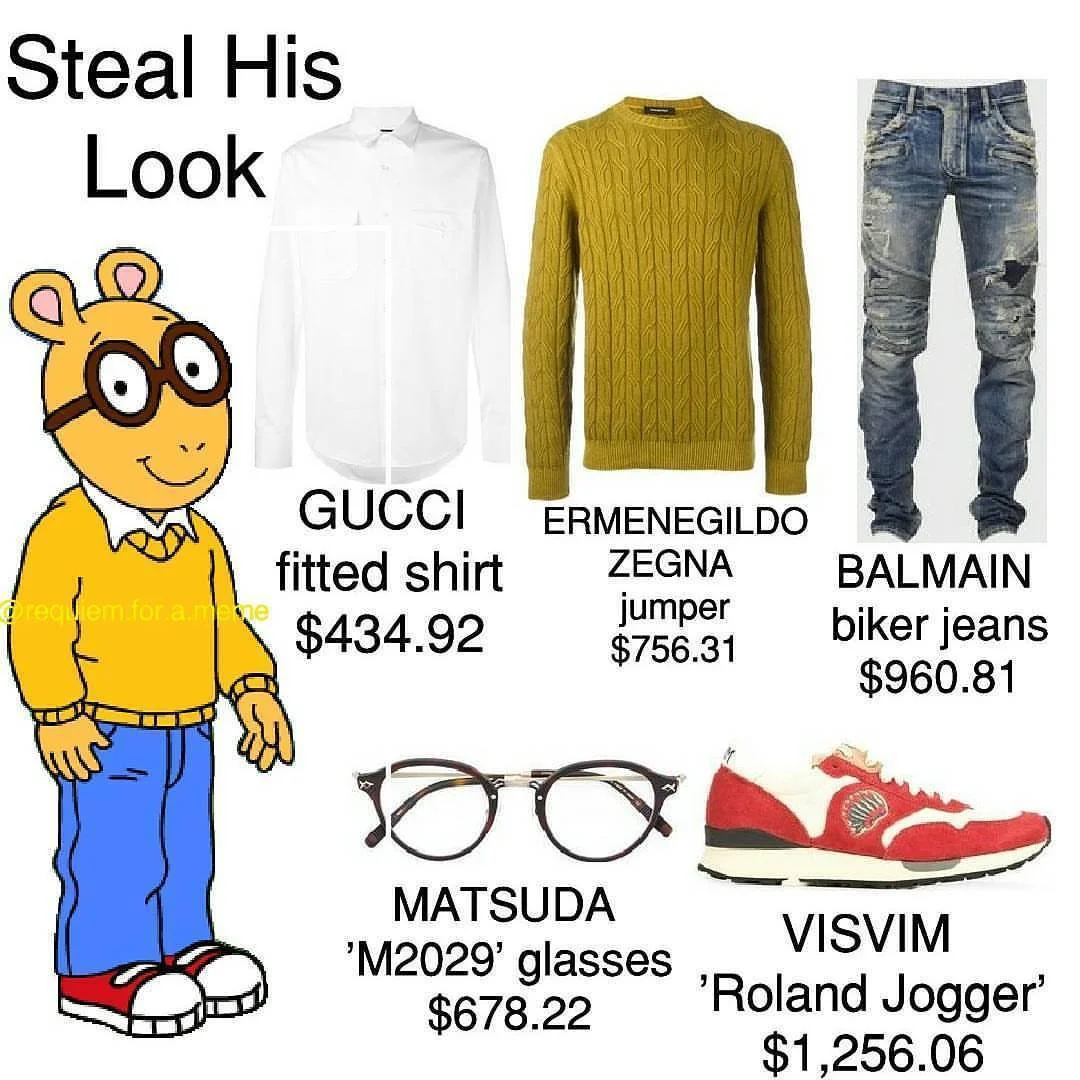 Steal His
Look
GUCCI
fitted shirt
$434.92
ERMENEGILDO
ZEGNA
jumper
$756.31
BALMAIN
biker jeans
$960.81
@requiem.for.a.meme
MATSUDA
’M2029’ glasses
$678.22
VISVIM
’Roland Jogger’
$1,256.06